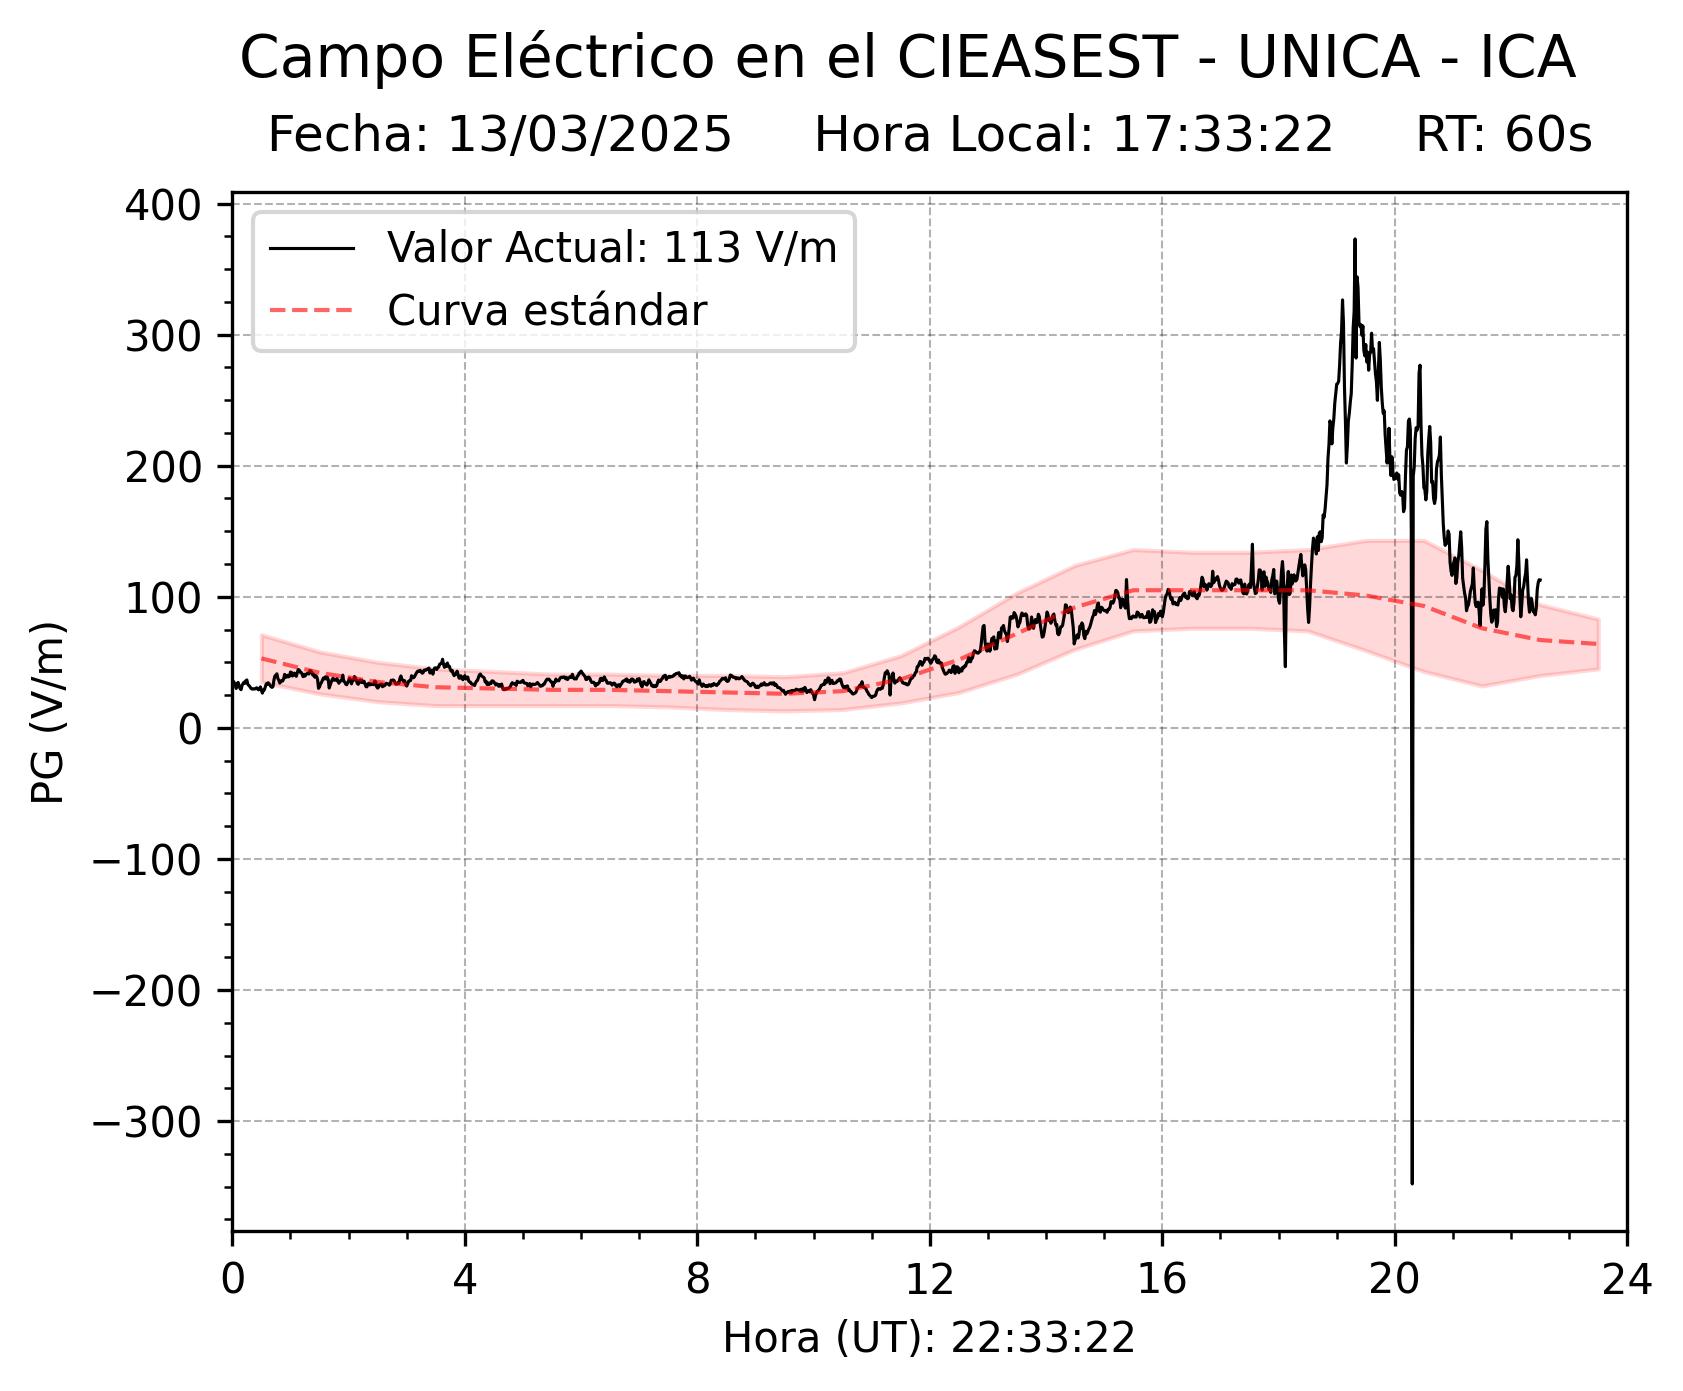 Campo Eléctrico en el CIEASEST - UNICA - ICA
Fecha: 13/03/2025 Hora Local: 17:33:22 RT: 60s
Valor Actual: 113 V/m
Curva estándar
PG (V/m)
400
300
200
100
0
−100
−200
−300
0 4 8 12 16 20 24
Hora (UT): 22:33:22